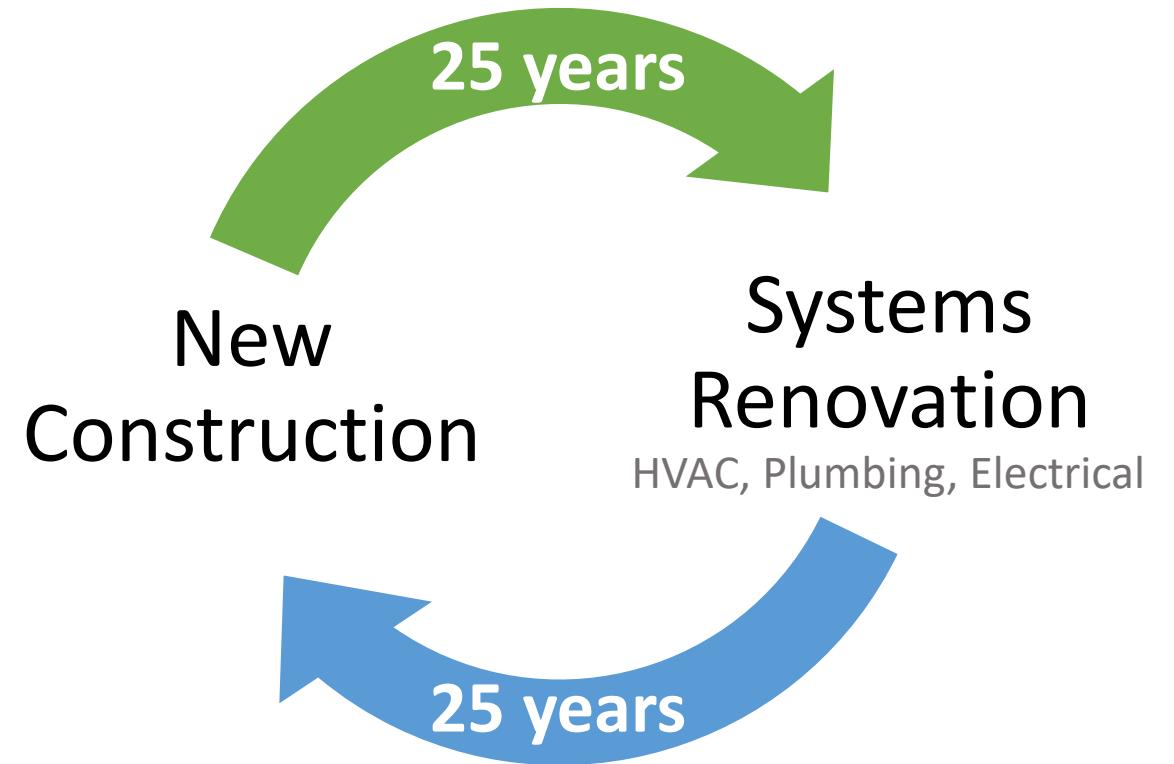 25 years
New
Construction
Systems
Renovation
HVAC, Plumbing, Electrical
25 years